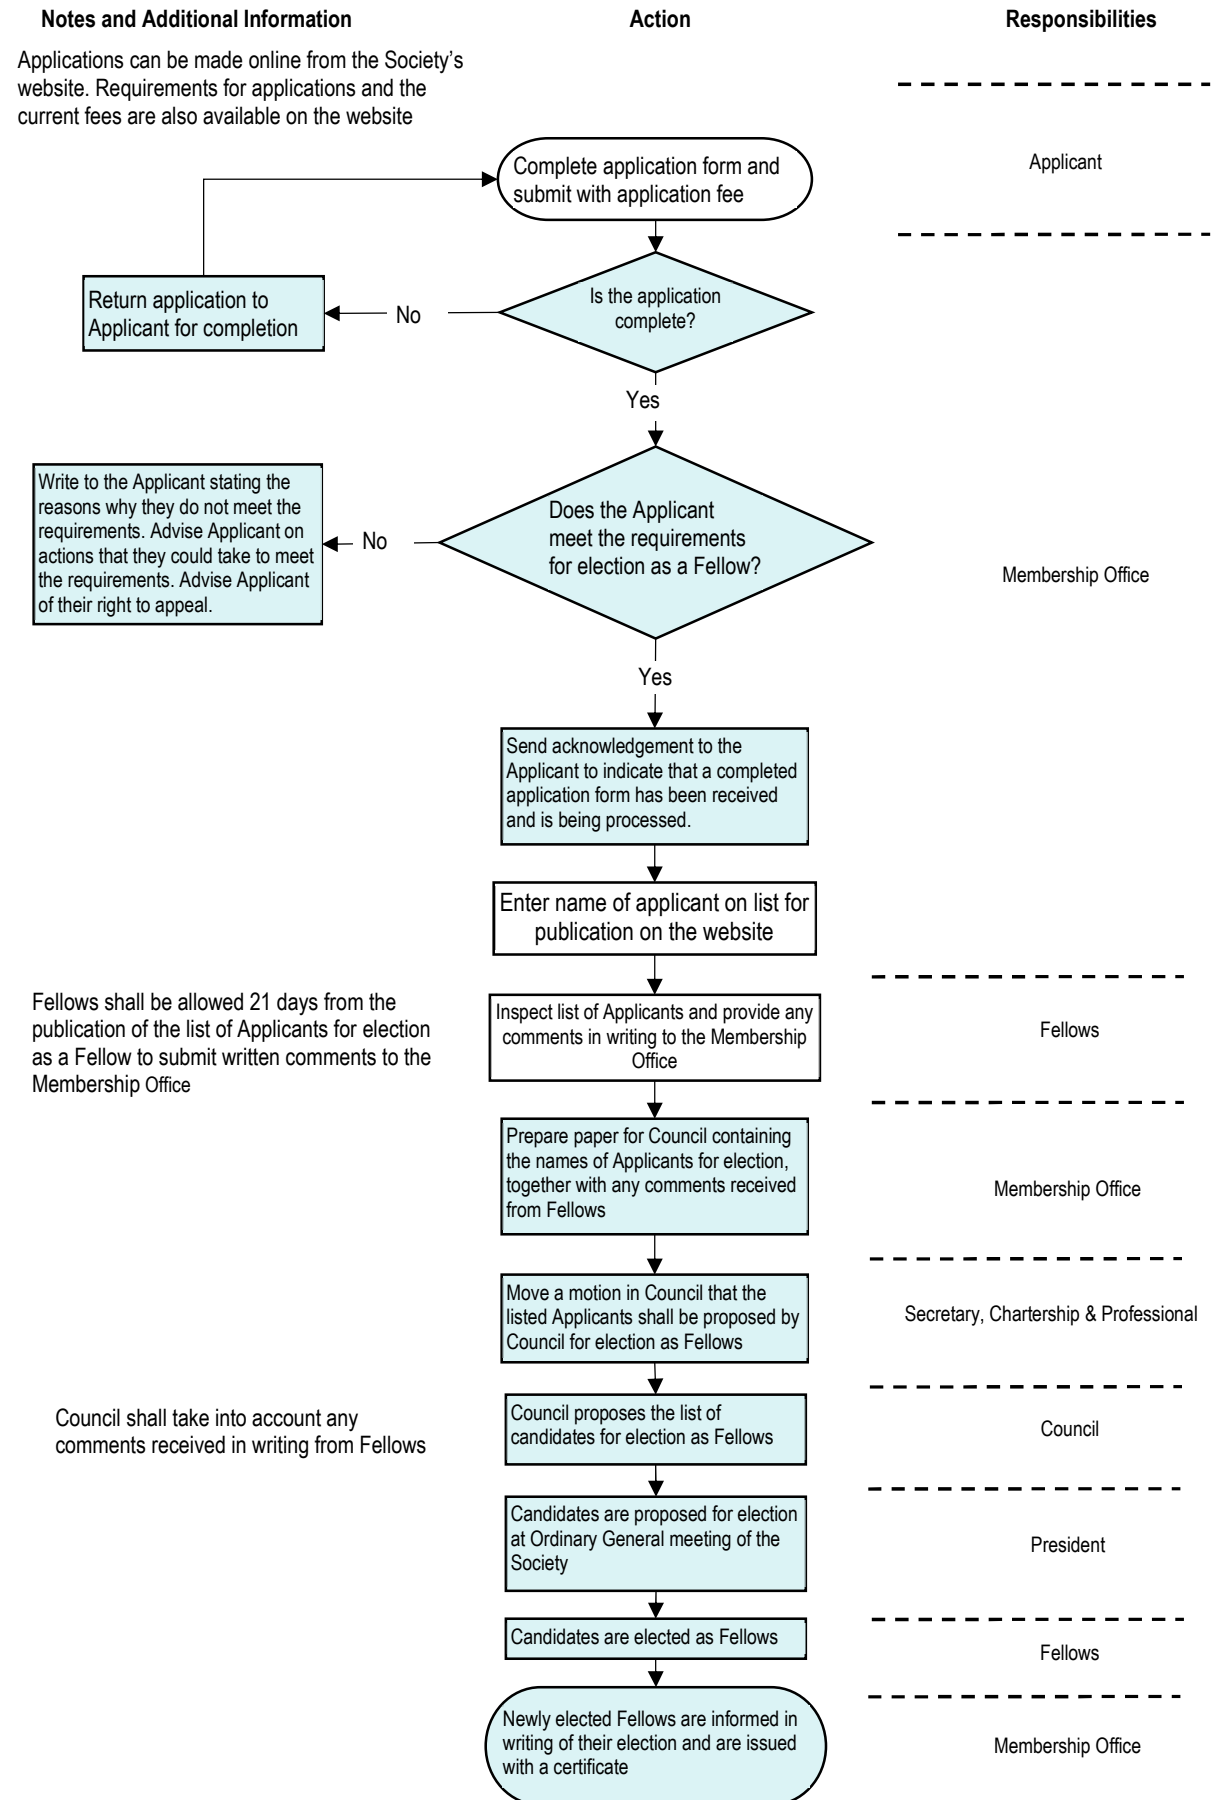 Notes and Additional Information
Action
Responsibilities
Applications can be made online from the Society’s
website. Requirements for applications and the
current fees are also available on the website
Complete application form and
submit with application fee
Applicant
Return application to
Applicant for completion
No
Is the application
complete?
Yes
Write to the Applicant stating the
reasons why they do not meet the
requirements. Advise Applicant on
actions that they could take to meet
the requirements. Advise Applicant
of their right to appeal.
No
Does the Applicant
meet the requirements
for election as a Fellow?
Membership Office
Yes
Send acknowledgement to the
Applicant to indicate that a completed
application form has been received
and is being processed.
Enter name of applicant on list for
publication on the website
Fellows shall be allowed 21 days from the
publication of the list of Applicants for election
as a Fellow to submit written comments to the
Membership Office
Inspect list of Applicants and provide any
comments in writing to the Membership
Office
Fellows
Prepare paper for Council containing
the names of Applicants for election,
together with any comments received
from Fellows
Membership Office
Move a motion in Council that the
listed Applicants shall be proposed by
Council for election as Fellows
Secretary, Chartership & Professional
Council shall take into account any
comments received in writing from Fellows
Council proposes the list of
candidates for election as Fellows
Council
Candidates are proposed for election
at Ordinary General meeting of the
Society
President
Candidates are elected as Fellows
Fellows
Newly elected Fellows are informed in
writing of their election and are issued
with a certificate
Membership Office